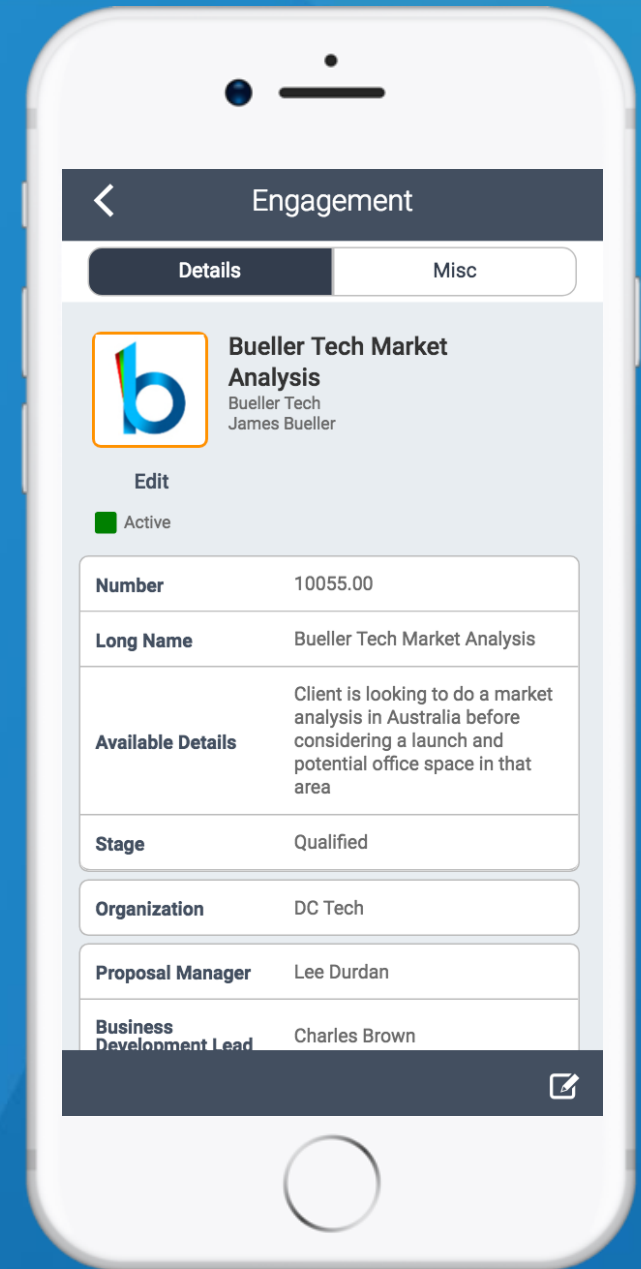 Engagement
Details Misc
Bueller Tech Market
Analysis
Bueller Tech
James Bueller
Edit
Active
Number 10055.00
Long Name Bueller Tech Market Analysis
Available Details Client is looking to do a market
analysis in Australia before
considering a launch and
potential office space in that
area
Stage Qualified
Organization DC Tech
Proposal Manager Lee Durdan
Business
Development Lead Charles Brown